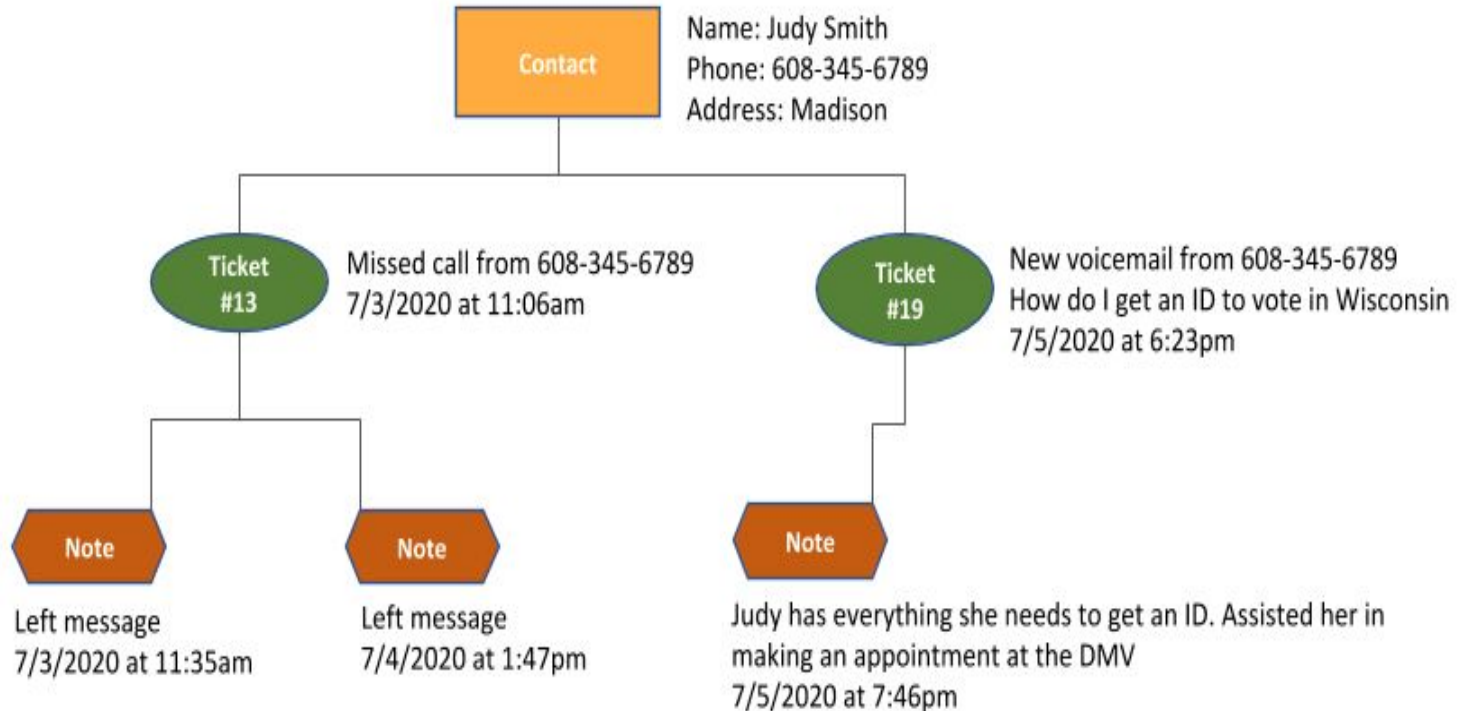 Contact
Name: Judy Smith
Phone: 608-345-6789
Address: Madison
Ticket
#13
Missed call from 608-345-6789
7/3/2020 at 11:06am
Ticket
#19
New voicemail from 608-345-6789
How do I get an ID to vote in Wisconsin
7/5/2020 at 6:23pm
Note
Left message
7/3/2020 at 11:35am
Note
Left message
7/4/2020 at 1:47pm
Note
Judy has everything she needs to get an ID. Assisted her in
making an appointment at the DMV
7/5/2020 at 7:46pm